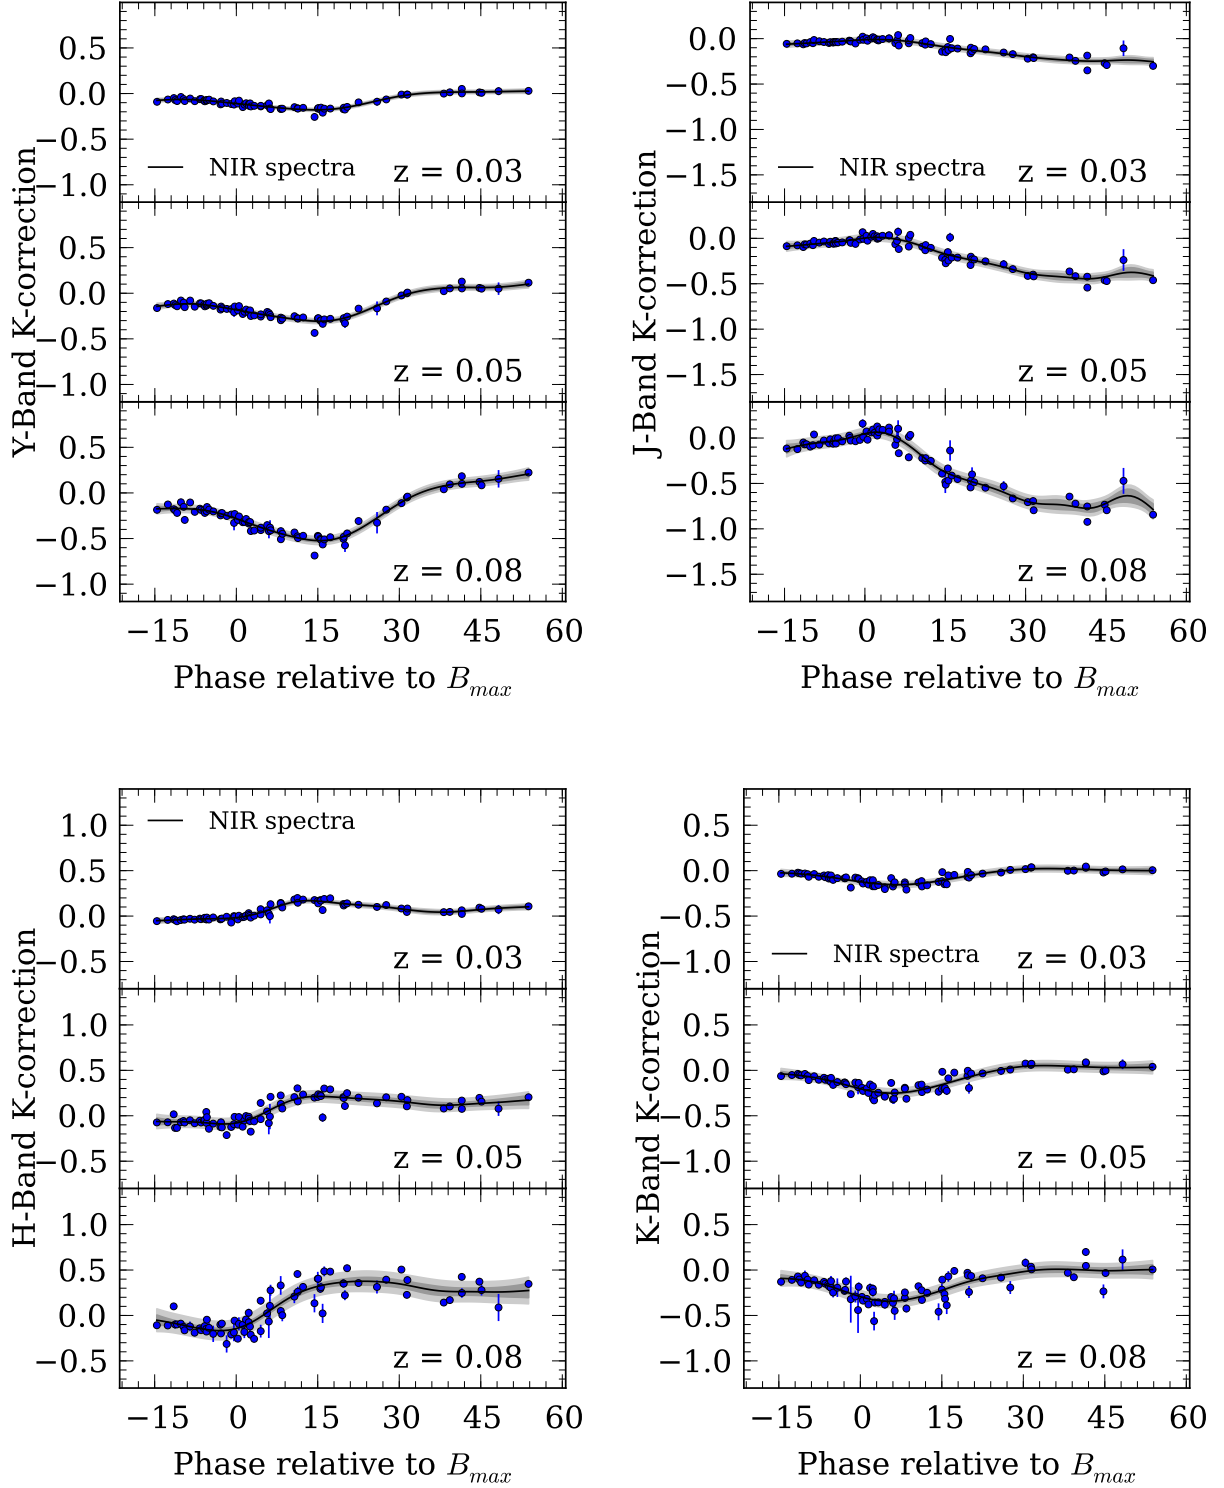 Y-Band K-correction
0.5
0.0
−0.5
−1.0
NIR spectra
z = 0.03
0.5
0.0
−0.5
−1.0
z = 0.05
0.5
0.0
−0.5
−1.0
z = 0.08
−15 0 15 30 45 60
Phase relative to B_max
J-Band K-correction
0.0
−0.5
−1.0
−1.5
NIR spectra
z = 0.03
0.0
−0.5
−1.0
−1.5
z = 0.05
0.0
−0.5
−1.0
−1.5
z = 0.08
−15 0 15 30 45 60
Phase relative to B_max
H-Band K-correction
1.0
0.5
0.0
−0.5
NIR spectra
z = 0.03
1.0
0.5
0.0
−0.5
z = 0.05
1.0
0.5
0.0
−0.5
z = 0.08
−15 0 15 30 45 60
Phase relative to B_max
K-Band K-correction
0.5
0.0
−0.5
−1.0
NIR spectra
z = 0.03
0.5
0.0
−0.5
−1.0
z = 0.05
0.5
0.0
−0.5
−1.0
z = 0.08
−15 0 15 30 45 60
Phase relative to B_max